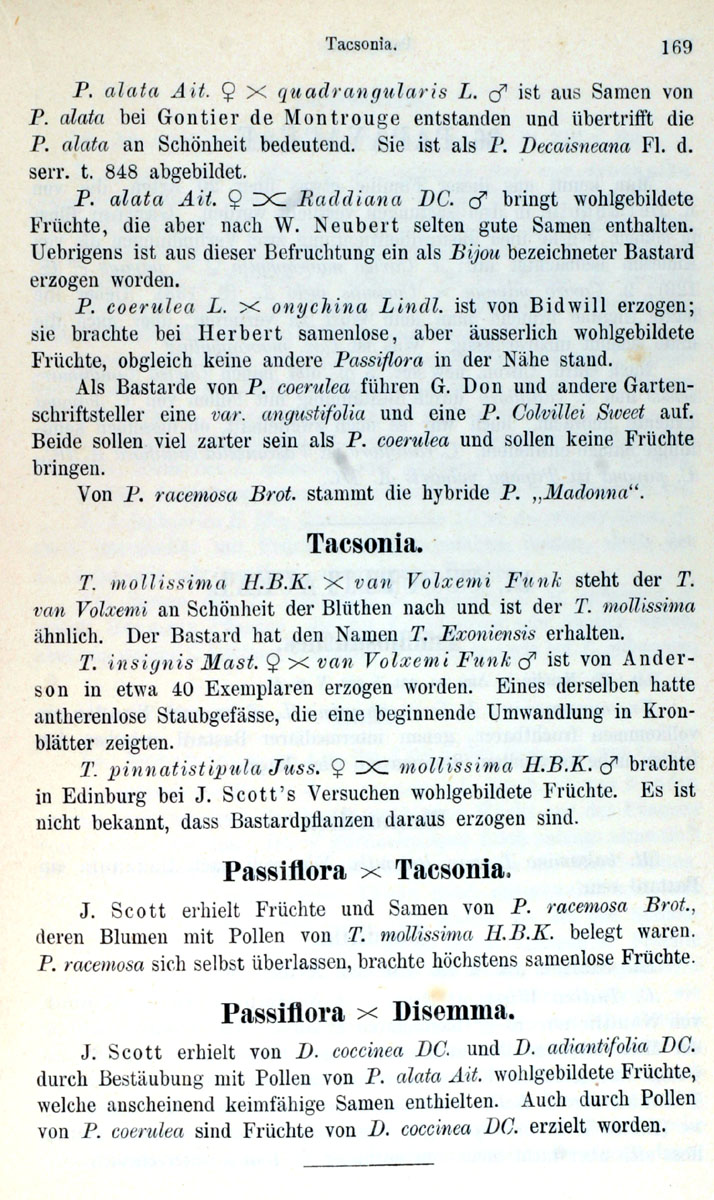 Tacsonia. 169
P. alata Ait. ♀ × quadrangularis L. ♂ ist aus Samen von
P. alata bei Gontier de Montrouge entstanden und übertrifft die
P. alata an Schönheit bedeutend. Sie ist als P. Decaisneana Fl. d.
serr. t. 848 abgebildet.
P. alata Ait. ♀ ⫘ Raddiana DC. ♂ bringt wohlgebildete
Früchte, die aber nach W. Neubert selten gute Samen enthalten.
Uebrigens ist aus dieser Befruchtung ein als Bijou bezeichneter Bastard
erzogen worden.
P. coerulea L. × onychina Lindl. ist von Bidwill erzogen;
sie brachte bei Herbert samenlose, aber äusserlich wohlgebildete
Früchte, obgleich keine andere Passiflora in der Nähe stand.
Als Bastarde von P. coerulea führen G. Don und andere Garten-
schriftsteller eine var. angustifolia und eine P. Colvillei Sweet auf.
Beide sollen viel zarter sein als P. coerulea und sollen keine Früchte
bringen.
Von P. racemosa Brot. stammt die hybride P. „Madonna“.
Tacsonia.
T. mollissima H.B.K. × van Volxemi Funk steht der T.
van Volxemi an Schönheit der Blüthen nach und ist der T. mollissima
ähnlich. Der Bastard hat den Namen T. Exoniensis erhalten.
T. insignis Mast. ♀ × van Volxemi Funk ♂ ist von Ander-
son in etwa 40 Exemplaren erzogen worden. Eines derselben hatte
antherenlose Staubgefässe, die eine beginnende Umwandlung in Kron-
blätter zeigten.
T. pinnatistipula Juss. ♀ ⫘ mollissima H.B.K. ♂ brachte
in Edinburg bei J. Scott's Versuchen wohlgebildete Früchte. Es ist
nicht bekannt, dass Bastardpflanzen daraus erzogen sind.
Passiflora × Tacsonia.
J. Scott erhielt Früchte und Samen von P. racemosa Brot.,
deren Blumen mit Pollen von T. mollissima H.B.K. belegt waren.
P. racemosa sich selbst überlassen, brachte höchstens samenlose Früchte.
Passiflora × Disemma.
J. Scott erhielt von D. coccinea DC. und D. adiantifolia DC.
durch Bestäubung mit Pollen von P. alata Ait. wohlgebildete Früchte,
welche anscheinend keimfähige Samen enthielten. Auch durch Pollen
von P. coerulea sind Früchte von D. coccinea DC. erzielt worden.